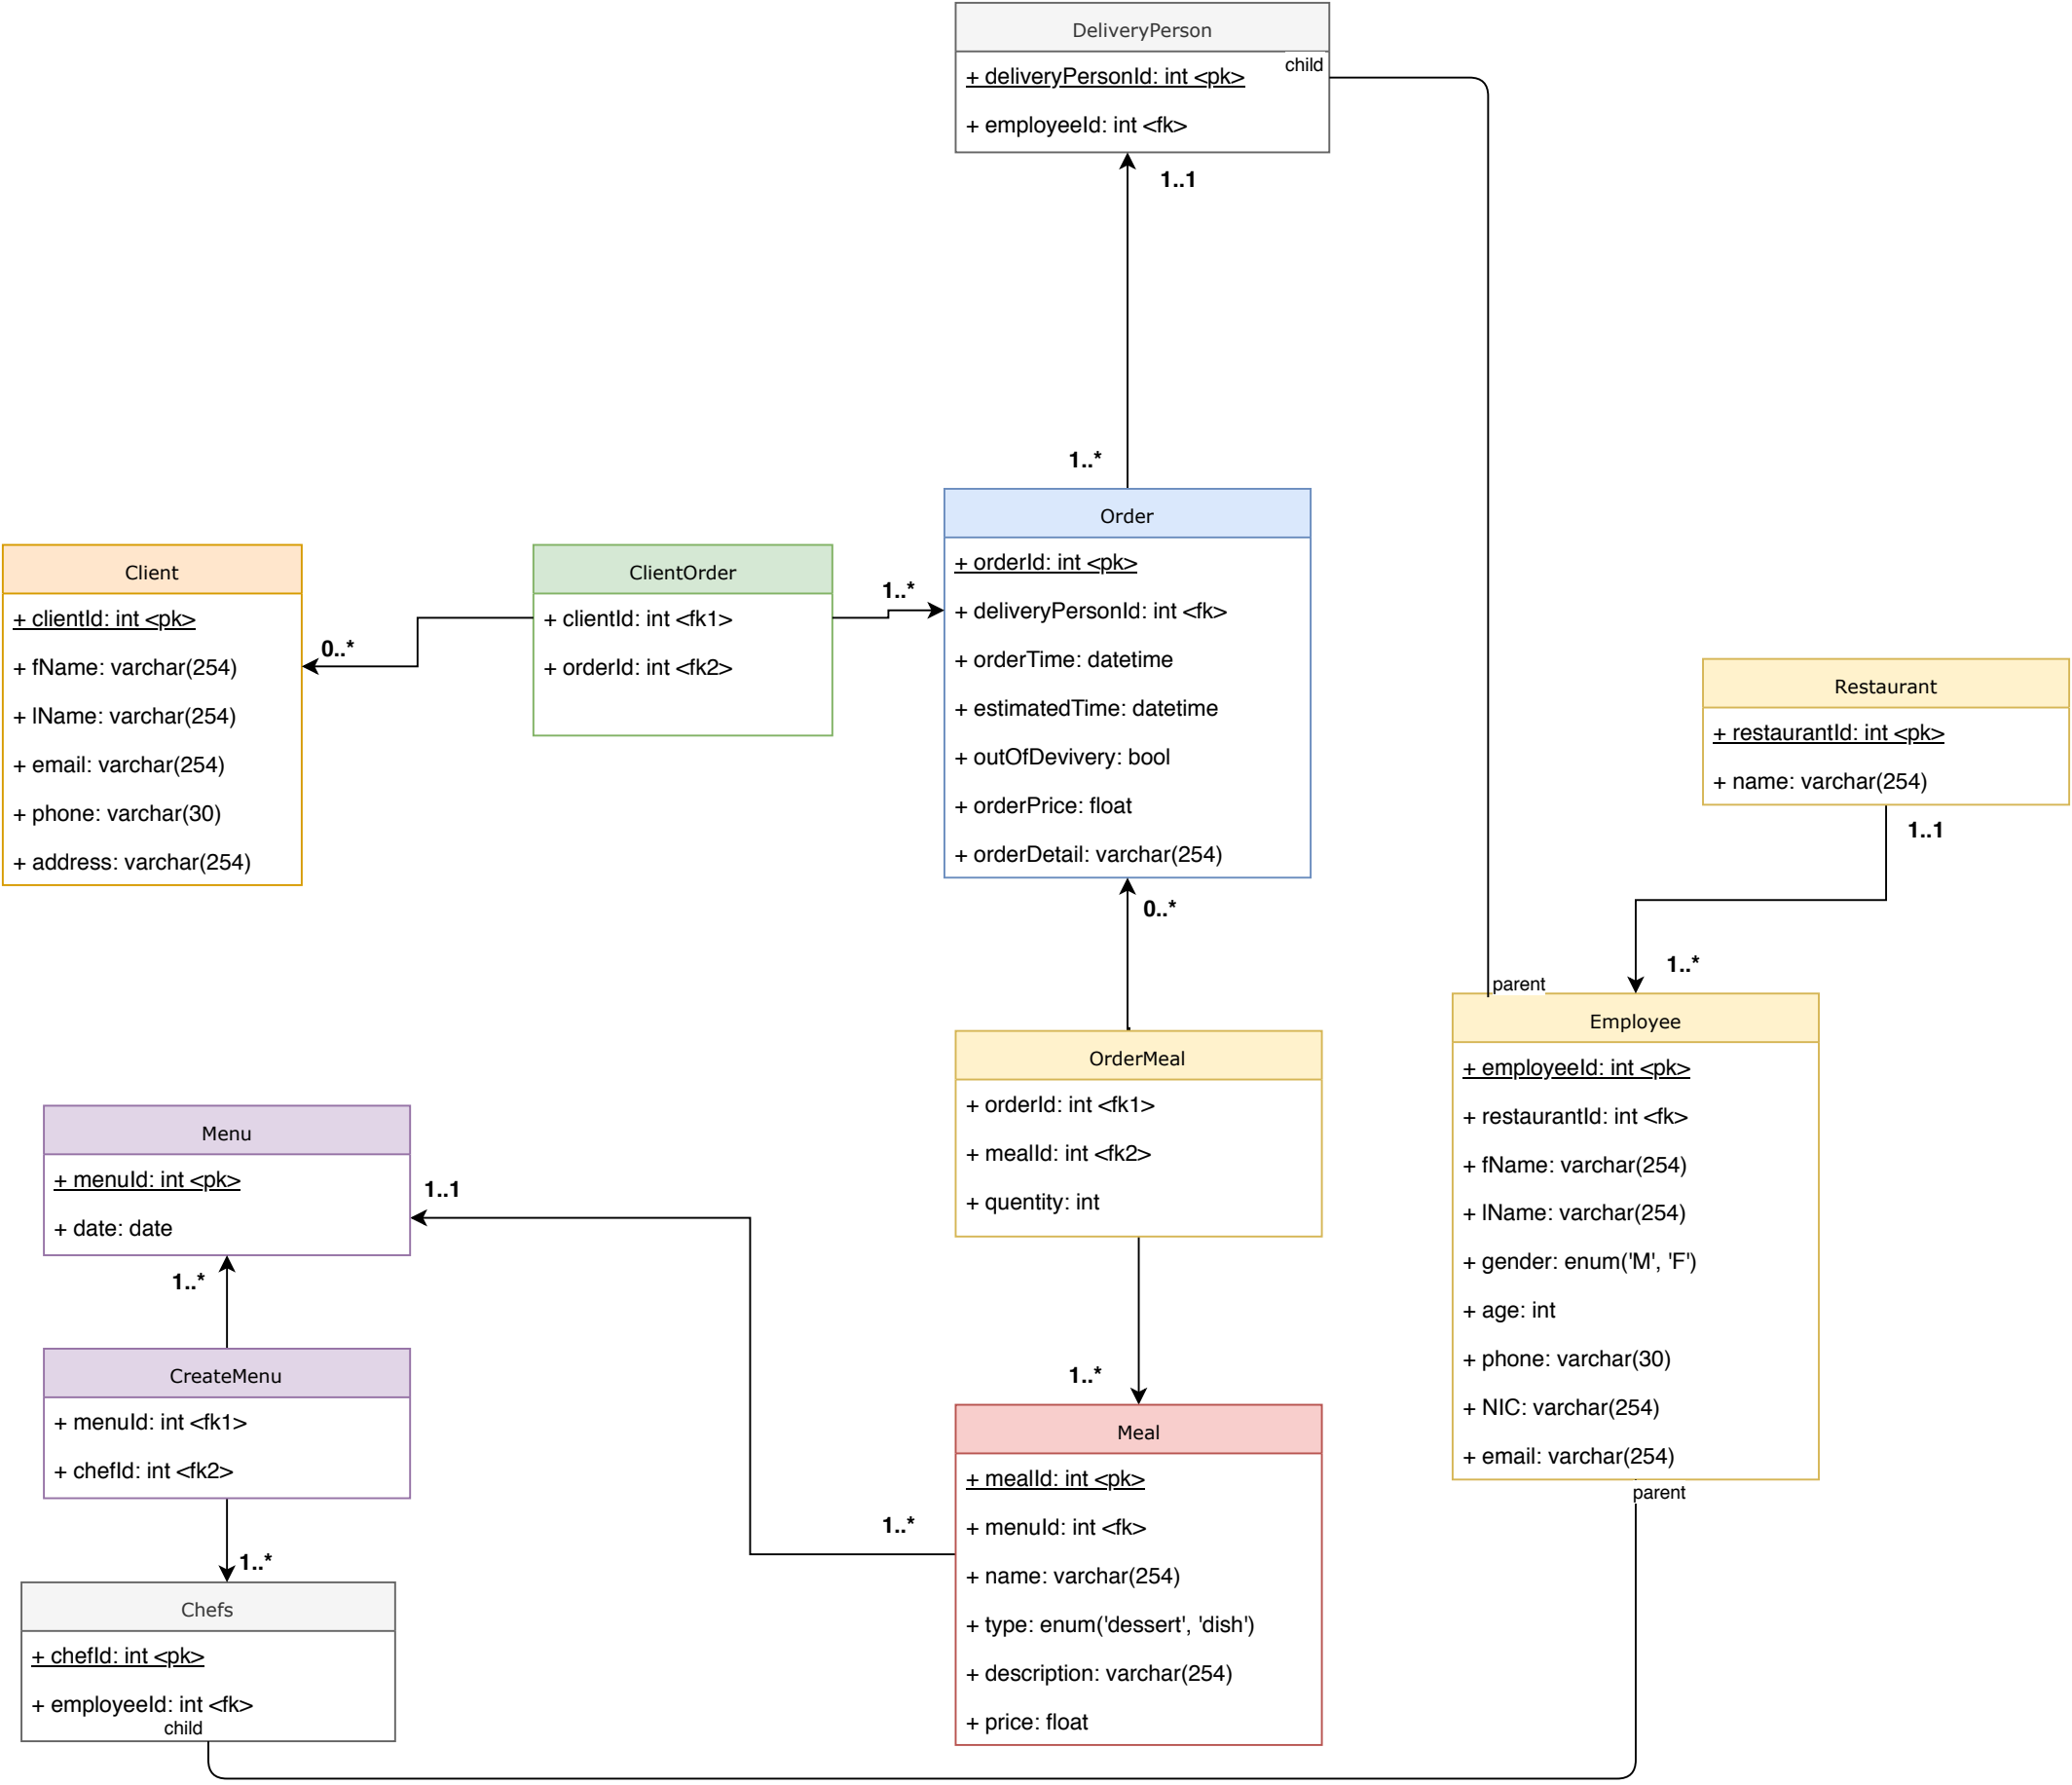 DeliveryPerson
child
+ deliveryPersonId: int <pk>
+ employeeId: int <fk>
1..1
1..*
Order
+ orderId: int <pk>
+ deliveryPersonId: int <fk>
+ orderTime: datetime
+ estimatedTime: datetime
+ outOfDevivery: bool
+ orderPrice: float
+ orderDetail: varchar(254)
Client
+ clientId: int <pk>
+ fName: varchar(254)
+ lName: varchar(254)
+ email: varchar(254)
+ phone: varchar(30)
+ address: varchar(254)
0..*
ClientOrder
+ clientId: int <fk1>
+ orderId: int <fk2>
1..*
Restaurant
+ restaurantId: int <pk>
+ name: varchar(254)
1..1
1..*
parent
Employee
+ employeeId: int <pk>
+ restaurantId: int <fk>
+ fName: varchar(254)
+ lName: varchar(254)
+ gender: enum('M', 'F')
+ age: int
+ phone: varchar(30)
+ NIC: varchar(254)
+ email: varchar(254)
parent
0..*
OrderMeal
+ orderId: int <fk1>
+ mealId: int <fk2>
+ quentity: int
1..*
Menu
+ menuId: int <pk>
+ date: date
1..1
1..*
CreateMenu
+ menuId: int <fk1>
+ chefId: int <fk2>
1..*
Chefs
+ chefId: int <pk>
+ employeeId: int <fk>
child
Meal
+ mealId: int <pk>
+ menuId: int <fk>
+ name: varchar(254)
+ type: enum('dessert', 'dish')
+ description: varchar(254)
+ price: float
1..*